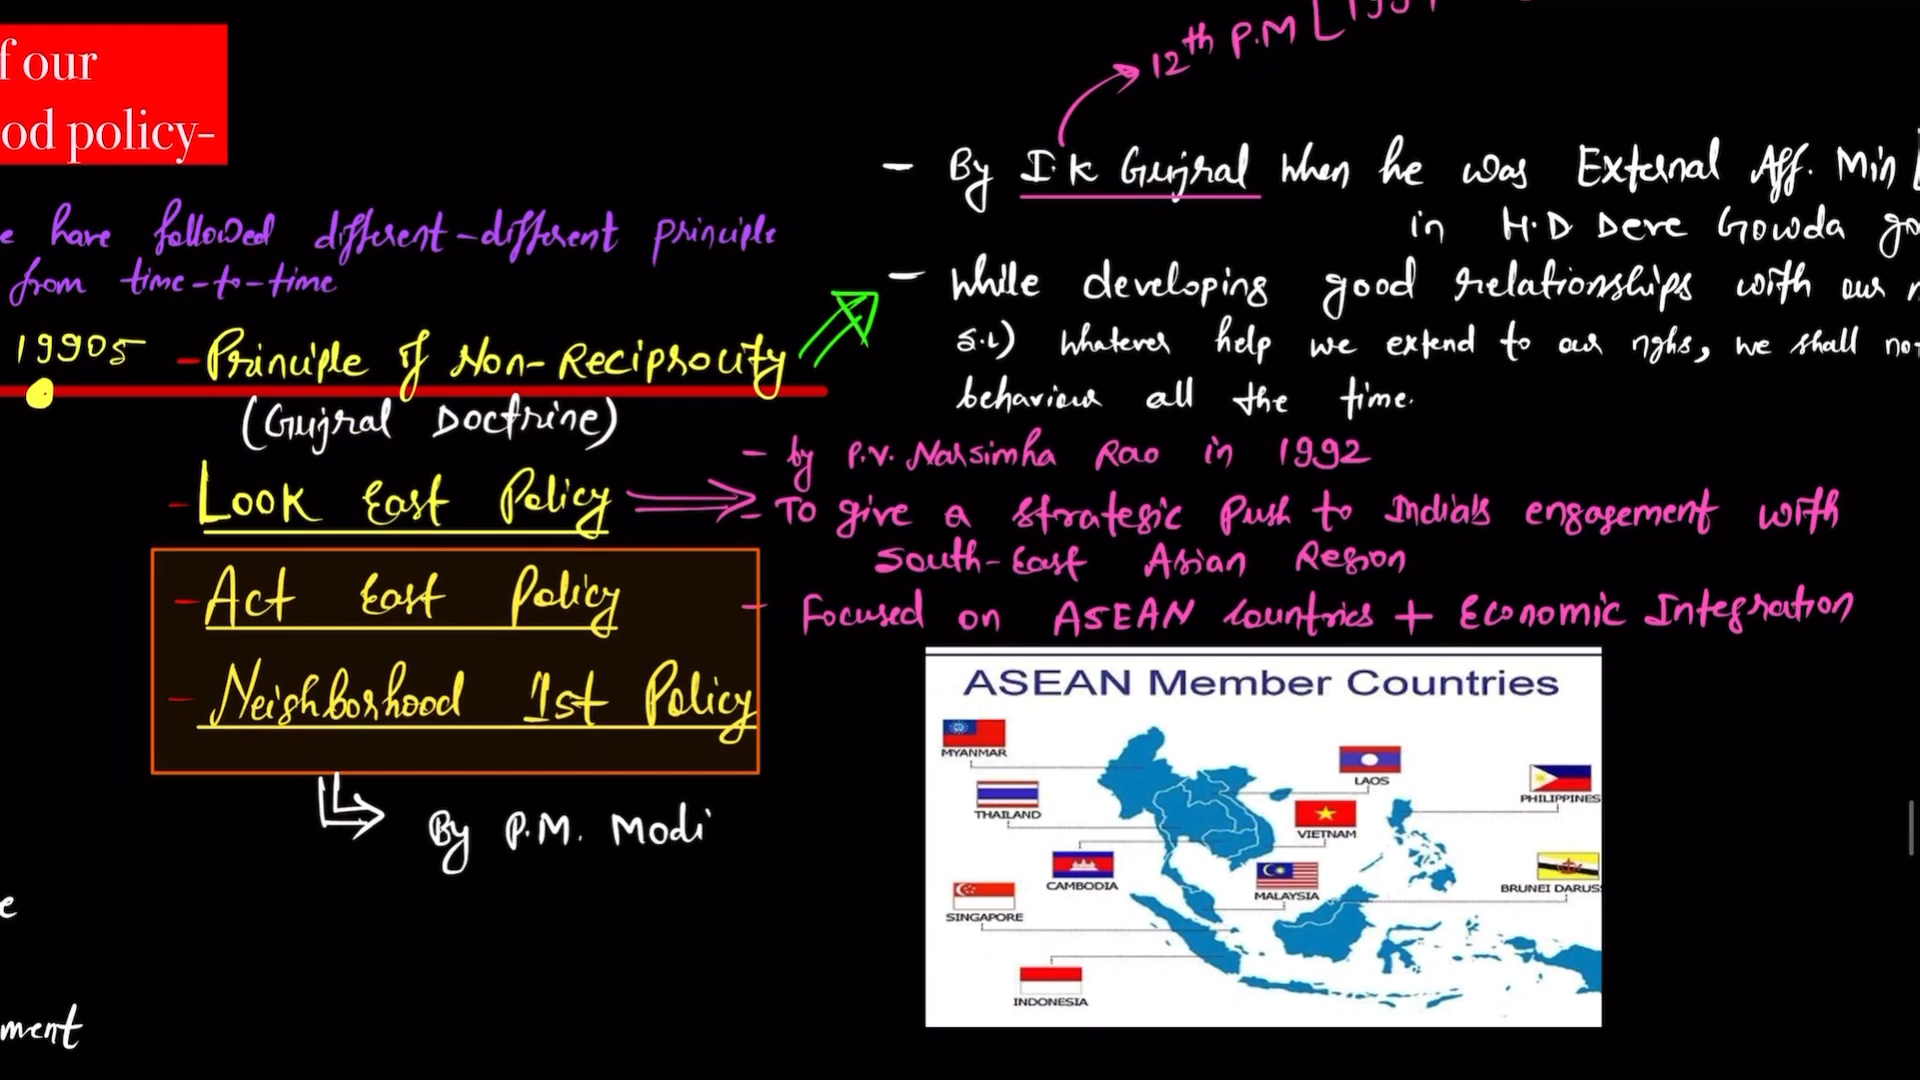 f our
od policy-
e have followed different-different principle
from time-to-time
1990s - Principle of Non-Reciprocity
(Gujral Doctrine)
- Look East Policy
- Act East Policy
- Neighborhood 1st Policy
By P.M. Modi
e
ment
12th P.M [
- By I.K Gujral when he was External Aff. Min [
in H.D Deve Gowda go
- While developing good relationships with our n
s.t) whatever help we extend to our nghs, we shall not
behaviour all the time.
- by P.V. Narsimha Rao in 1992
- To give a strategic push to India's engagement with
South-East Asian Region
- Focused on ASEAN Countries + Economic Integration
ASEAN Member Countries
MYANMAR
LAOS
THAILAND
PHILIPPINES
VIETNAM
CAMBODIA
MALAYSIA
BRUNEI DARUS
SINGAPORE
INDONESIA